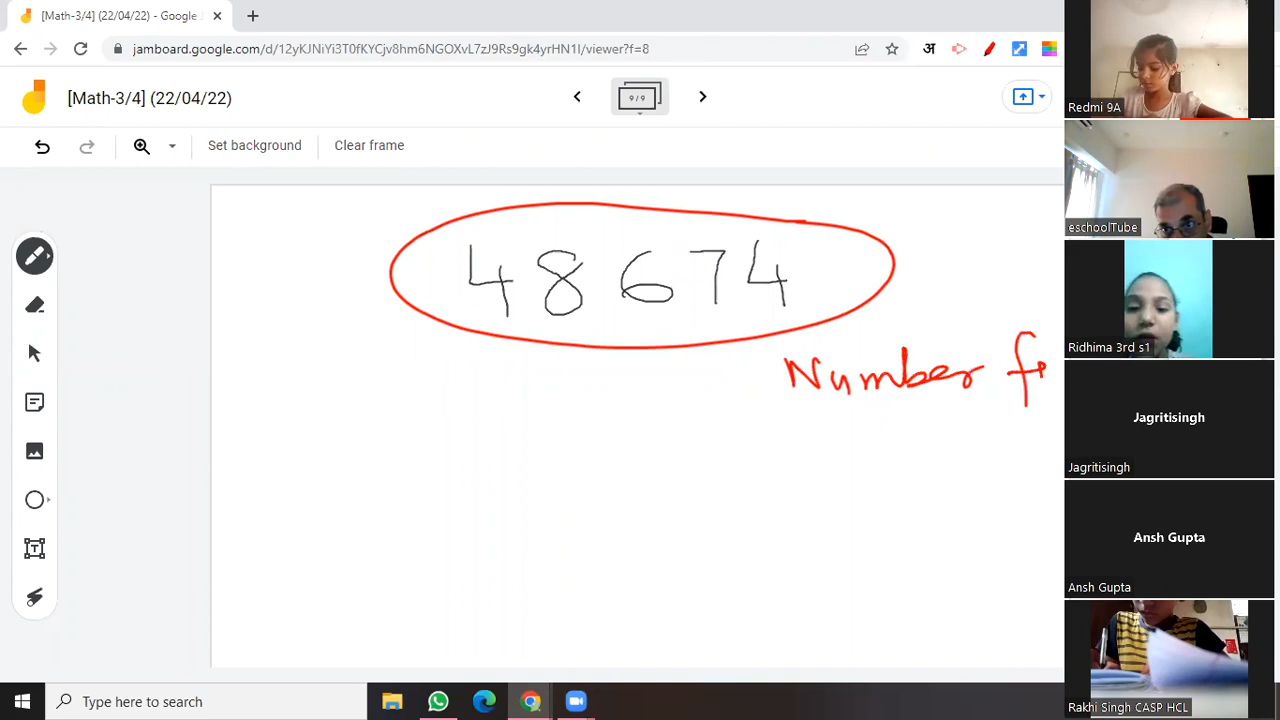 [Math-3/4] (22/04/22) - Google
jamboard.google.com/d/12yKJNiYi3TNKYCjv8hm6NGOXvL7zJ9Rs9gk4yrHN1I/viewer?f=8
अ
[Math-3/4] (22/04/22)
9/9
Set background
Clear frame
48674
Number
Redmi 9A
eschoolTube
Ridhima 3rd s1
Jagritisingh
Jagritisingh
Ansh Gupta
Ansh Gupta
Rakhi Singh CASP HCL
Type here to search